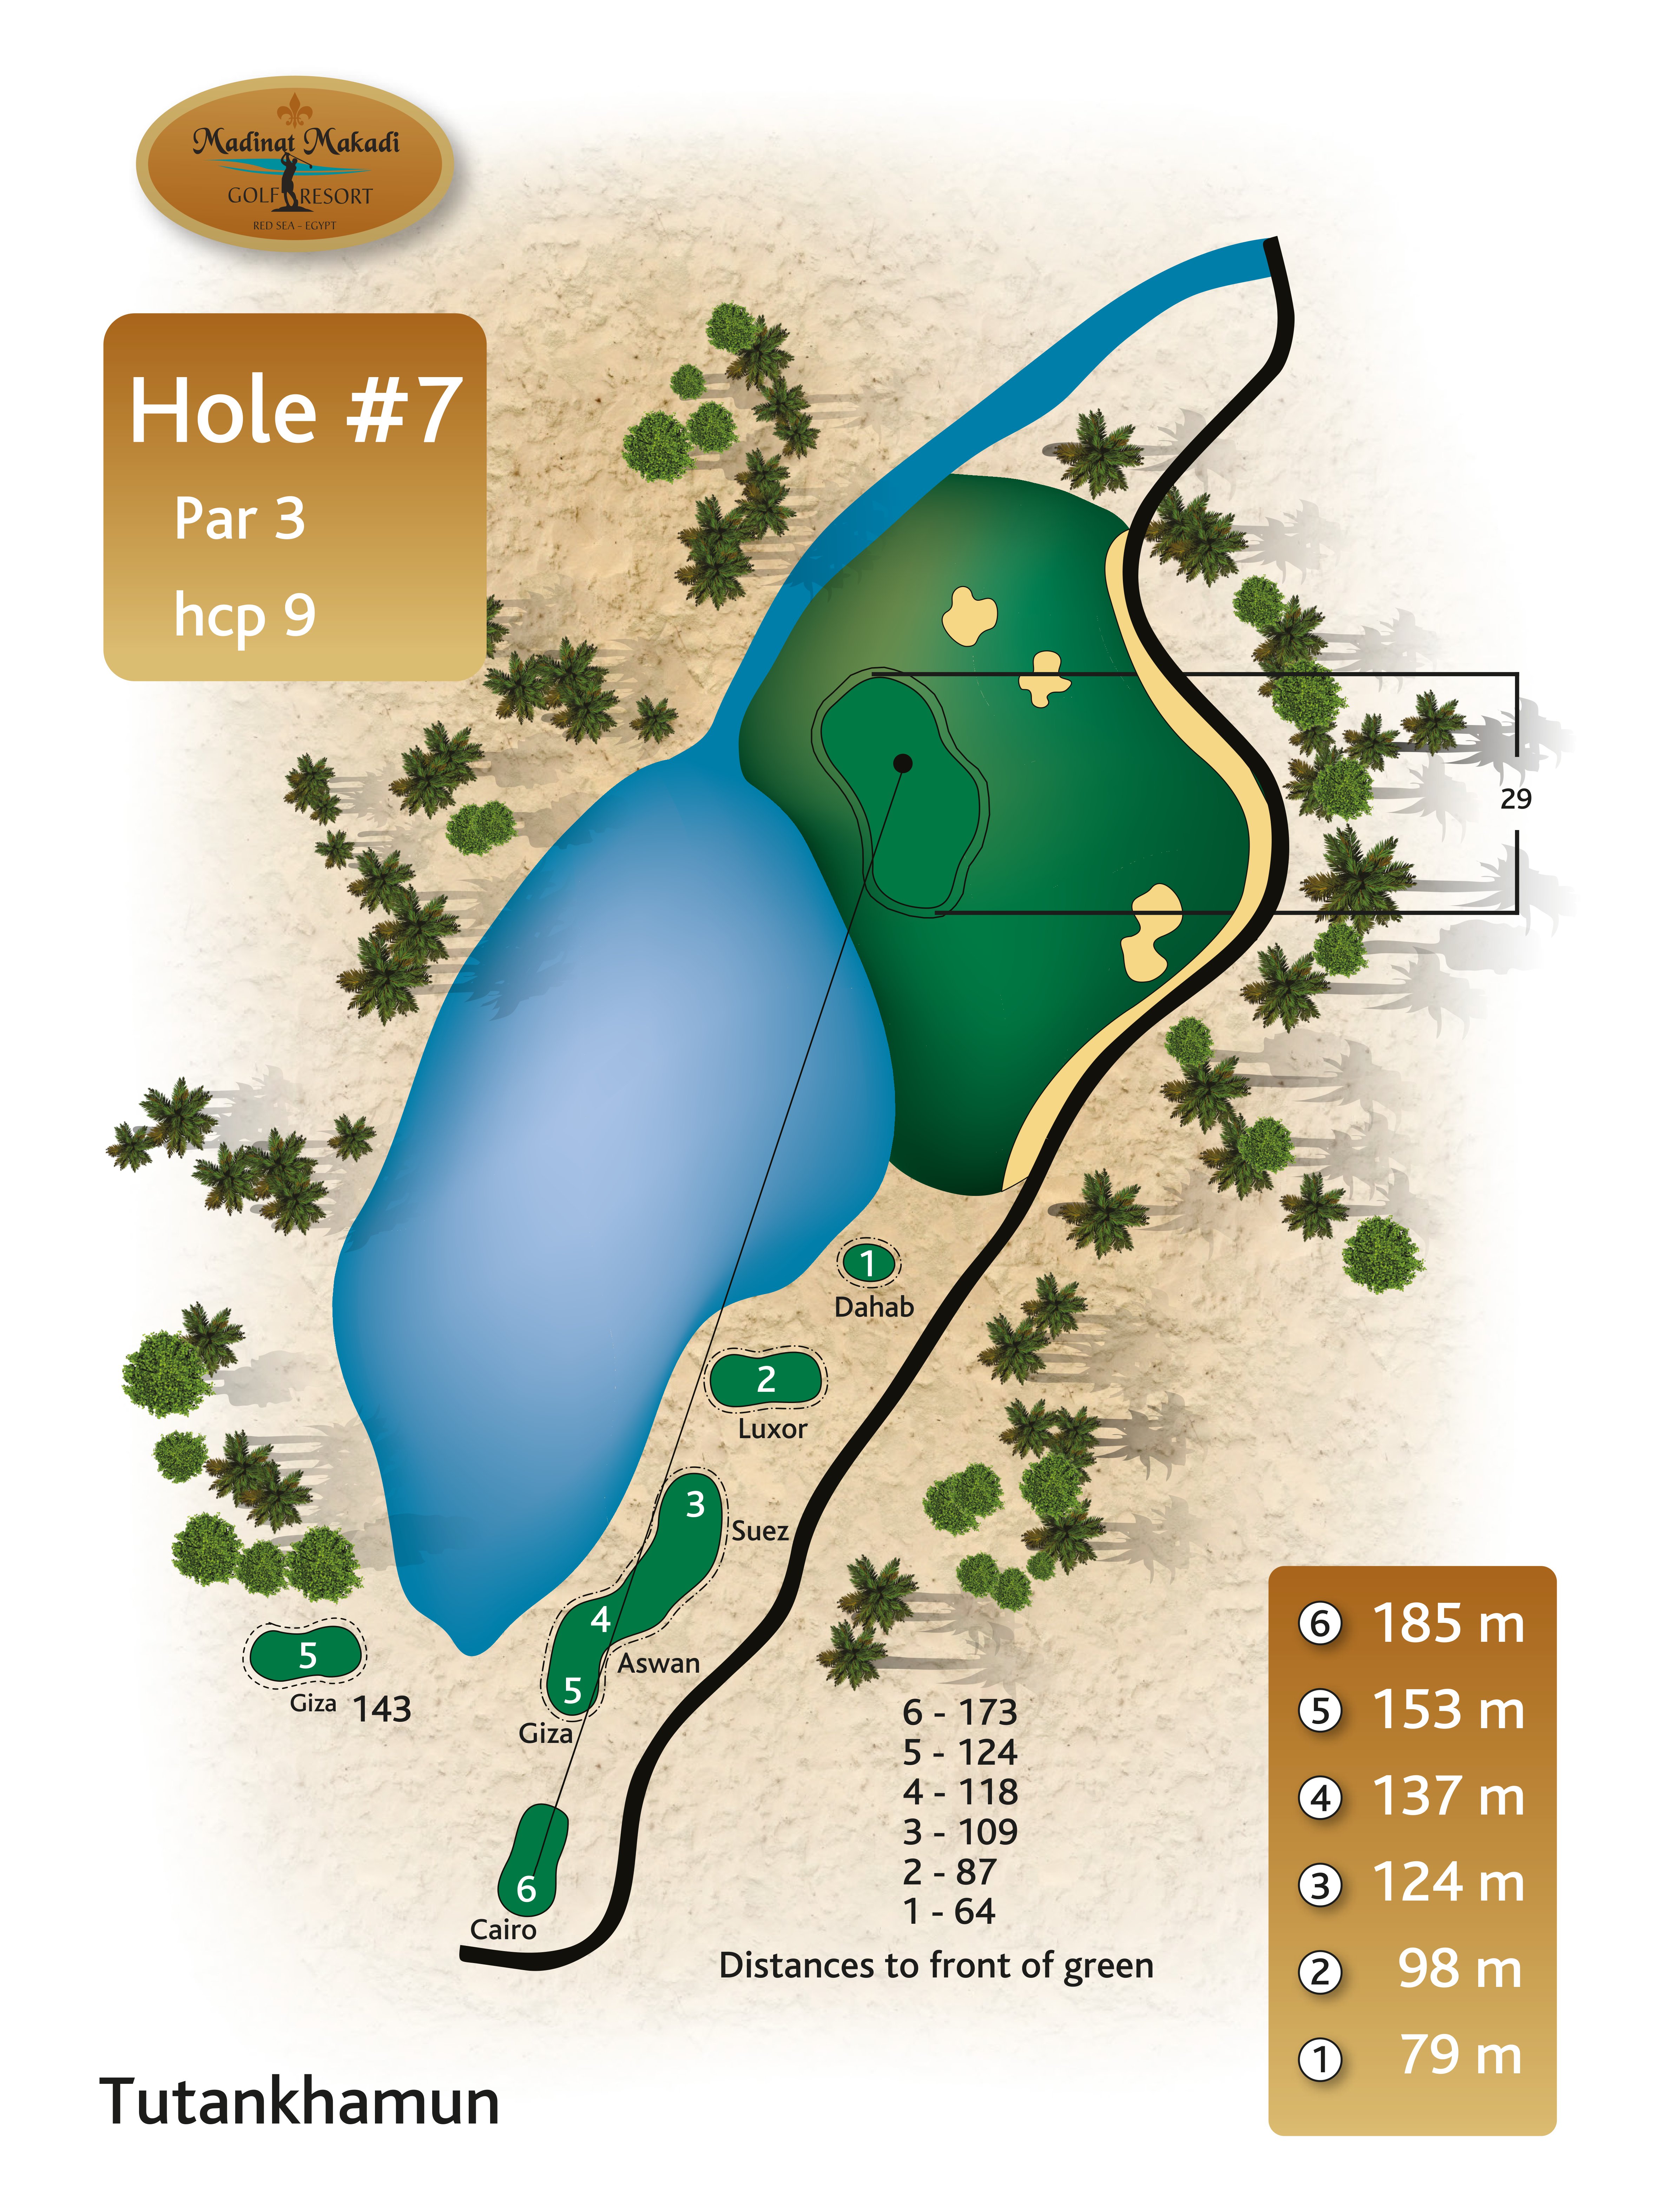 Madinat Makadi
GOLF RESORT
RED SEA - EGYPT
Hole #7
Par 3
hcp 9
29
1
Dahab
2
Luxor
3
Suez
4
Aswan
5
Giza
5
Giza 143
6
Cairo
6 - 173
5 - 124
4 - 118
3 - 109
2 - 87
1 - 64
Distances to front of green
6 185 m
5 153 m
4 137 m
3 124 m
2 98 m
1 79 m
Tutankhamun